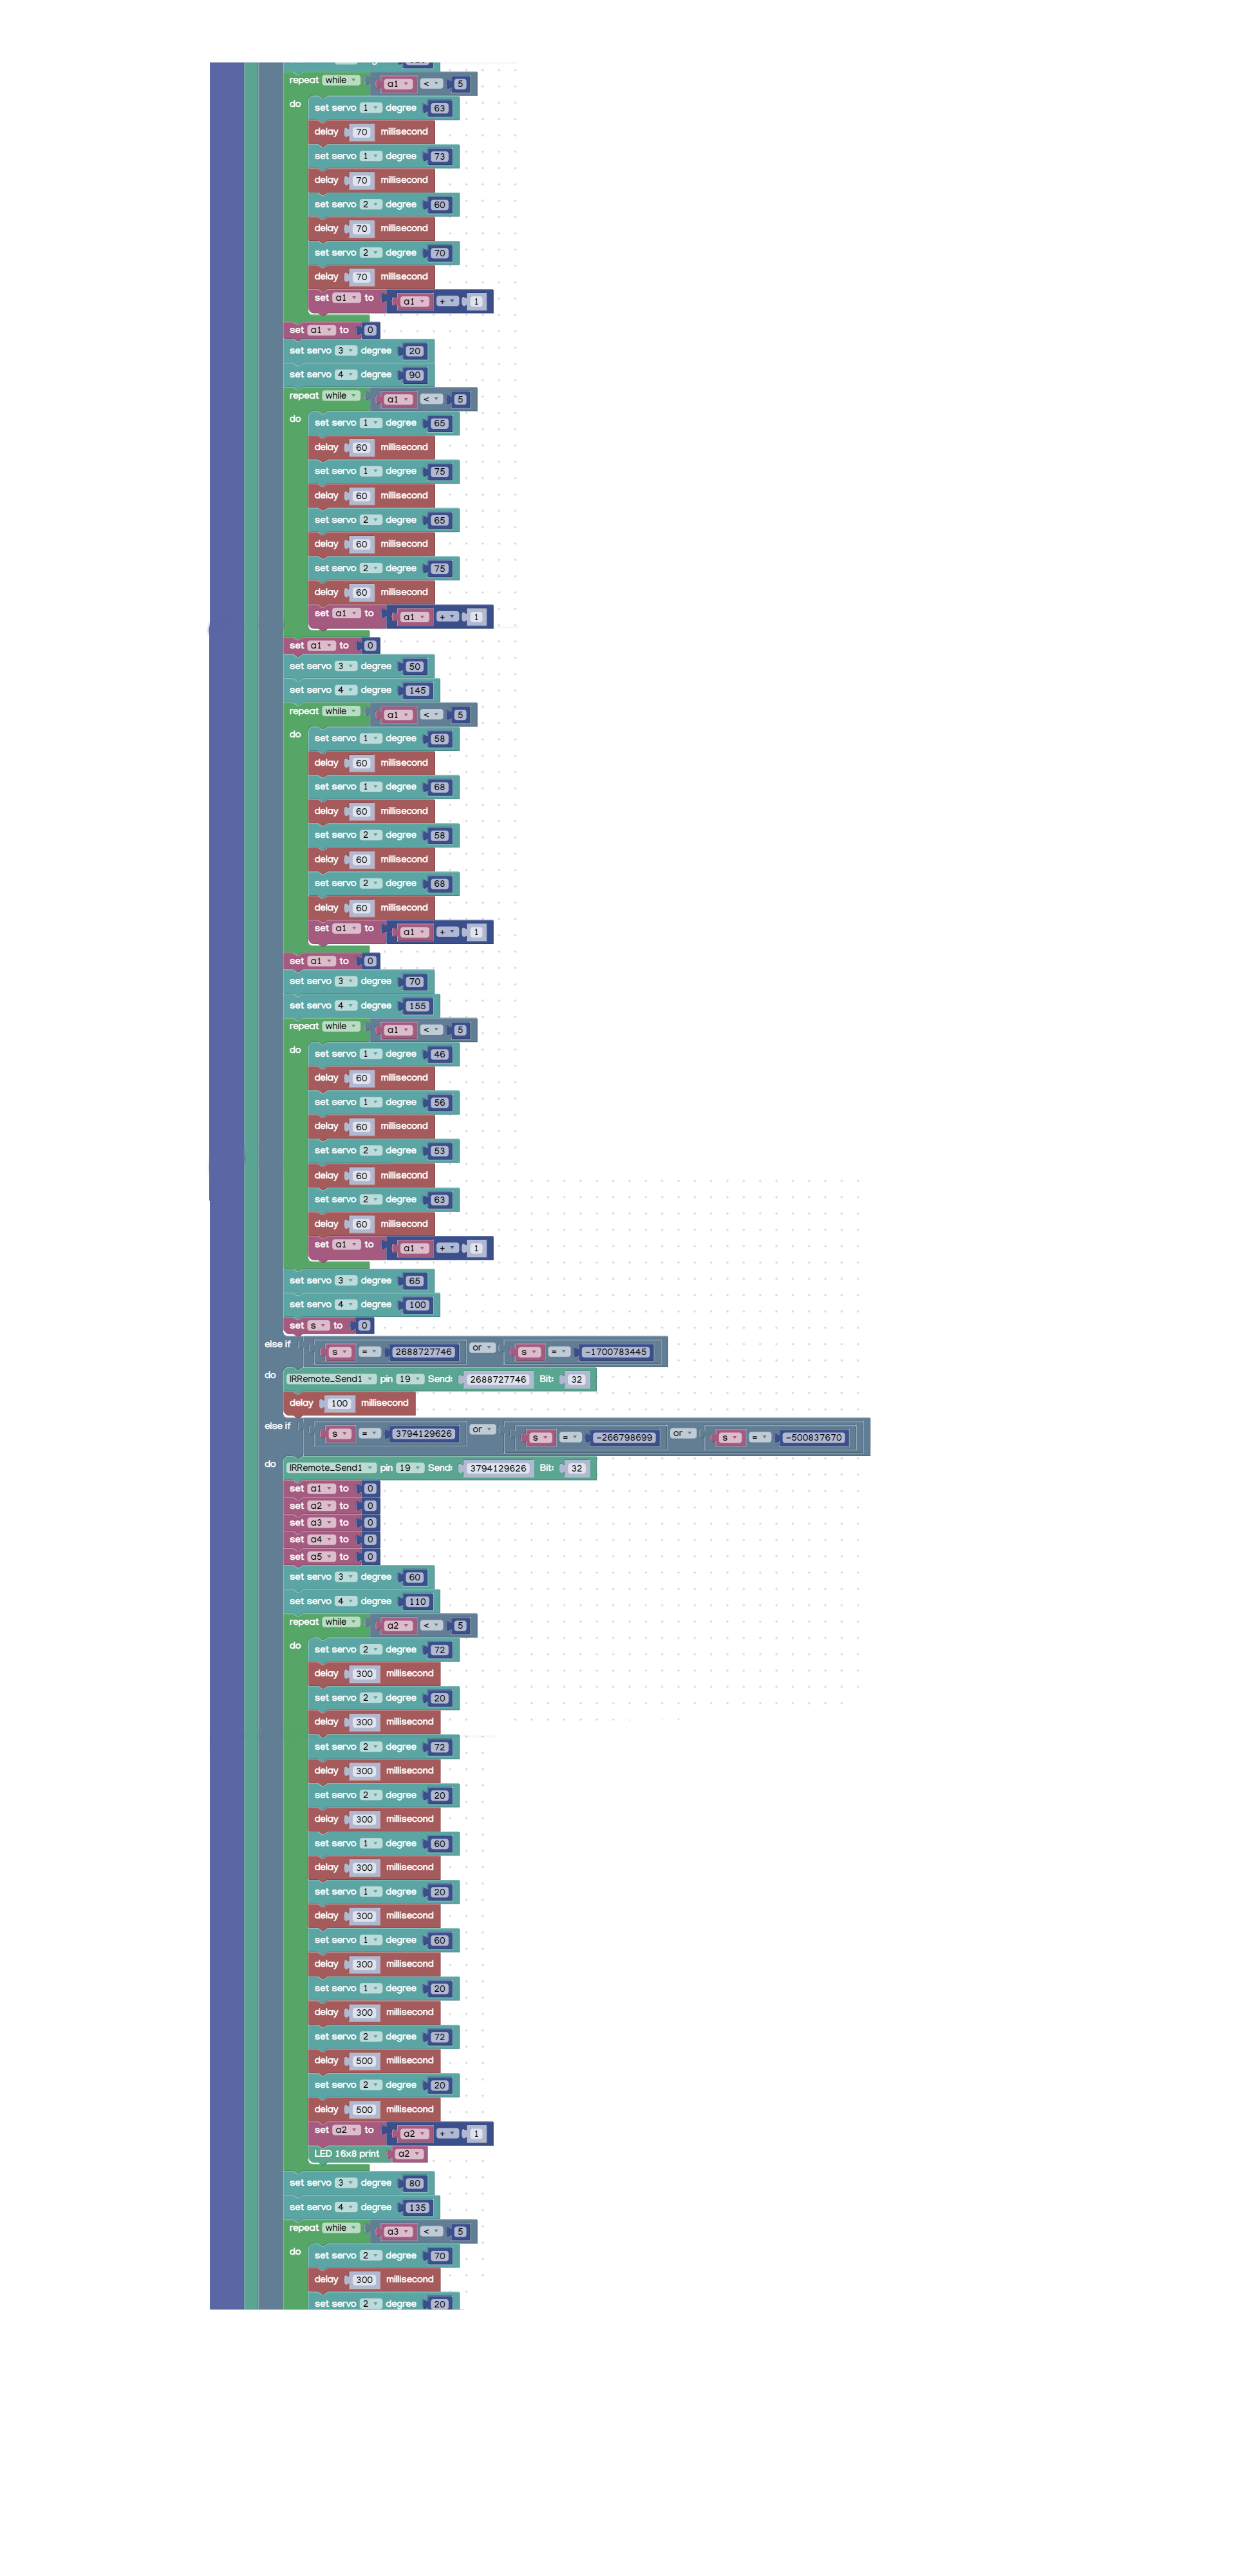 repeat while a1 < 5
do set servo 1 degree 63
delay 70 millisecond
set servo 1 degree 73
delay 70 millisecond
set servo 2 degree 60
delay 70 millisecond
set servo 2 degree 70
delay 70 millisecond
set a1 to a1 + 1
set a1 to 0
set servo 3 degree 20
set servo 4 degree 90
repeat while a1 < 5
do set servo 1 degree 65
delay 60 millisecond
set servo 1 degree 75
delay 60 millisecond
set servo 2 degree 65
delay 60 millisecond
set servo 2 degree 75
delay 60 millisecond
set a1 to a1 + 1
set a1 to 0
set servo 3 degree 50
set servo 4 degree 145
repeat while a1 < 5
do set servo 1 degree 58
delay 60 millisecond
set servo 1 degree 68
delay 60 millisecond
set servo 2 degree 58
delay 60 millisecond
set servo 2 degree 68
delay 60 millisecond
set a1 to a1 + 1
set a1 to 0
set servo 3 degree 70
set servo 4 degree 155
repeat while a1 < 5
do set servo 1 degree 46
delay 60 millisecond
set servo 1 degree 56
delay 60 millisecond
set servo 2 degree 53
delay 60 millisecond
set servo 2 degree 63
delay 60 millisecond
set a1 to a1 + 1
set servo 3 degree 65
set servo 4 degree 100
set s to 0
else if s = 2688727746 or s = -1700783445
do IRRemote_Send1 pin 19 Send: 2688727746 Bit: 32
delay 100 millisecond
else if s = 3794129626 or s = -266798699 or s = -500837670
do IRRemote_Send1 pin 19 Send: 3794129626 Bit: 32
set a1 to 0
set a2 to 0
set a3 to 0
set a4 to 0
set a5 to 0
set servo 3 degree 60
set servo 4 degree 110
repeat while a2 < 5
do set servo 2 degree 72
delay 300 millisecond
set servo 2 degree 20
delay 300 millisecond
set servo 2 degree 72
delay 300 millisecond
set servo 2 degree 20
delay 300 millisecond
set servo 1 degree 60
delay 300 millisecond
set servo 1 degree 20
delay 300 millisecond
set servo 1 degree 60
delay 300 millisecond
set servo 1 degree 20
delay 300 millisecond
set servo 2 degree 72
delay 500 millisecond
set servo 2 degree 20
delay 500 millisecond
set a2 to a2 + 1
LED 16x8 print a2
set servo 3 degree 80
set servo 4 degree 135
repeat while a3 < 5
do set servo 2 degree 70
delay 300 millisecond
set servo 2 degree 20